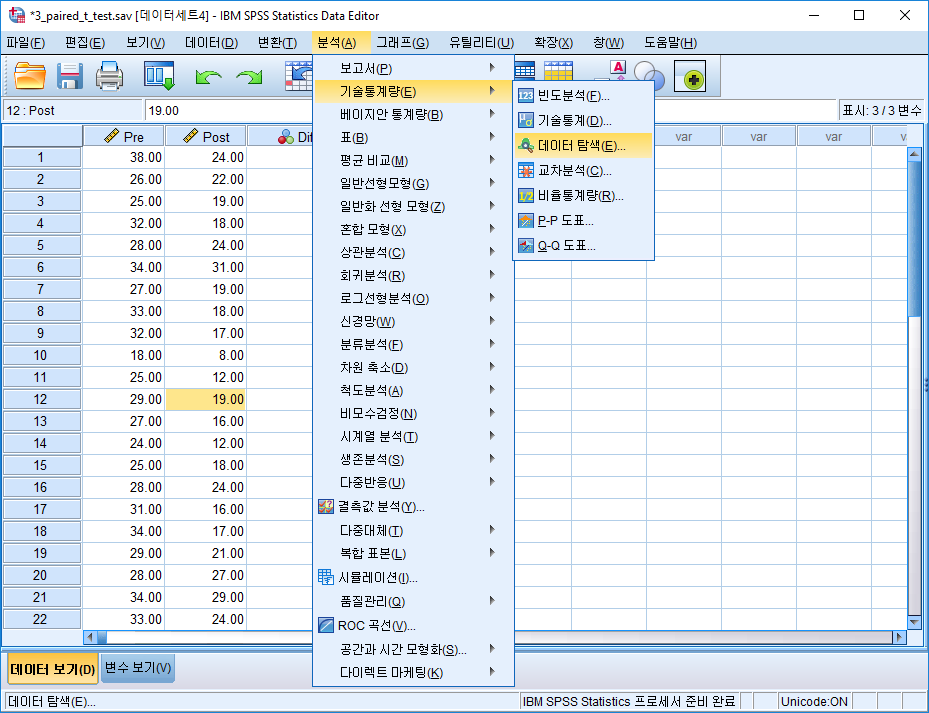 *3_paired_t_test.sav [데이터세트4] - IBM SPSS Statistics Data Editor
파일(F) 편집(E) 보기(V) 데이터(D) 변환(T) 분석(A) 그래프(G) 유틸리티(U) 확장(X) 창(W) 도움말(H)
12 : Post 19.00 표시: 3 / 3 변수
Pre Post Dif var var v
1 38.00 24.00
2 26.00 22.00
3 25.00 19.00
4 32.00 18.00
5 28.00 24.00
6 34.00 31.00
7 27.00 19.00
8 33.00 18.00
9 32.00 17.00
10 18.00 8.00
11 25.00 12.00
12 29.00 19.00
13 27.00 16.00
14 24.00 12.00
15 25.00 18.00
16 28.00 24.00
17 31.00 16.00
18 34.00 17.00
19 29.00 21.00
20 28.00 27.00
21 34.00 29.00
22 33.00 24.00
보고서(P)
기술통계량(E)
베이지안 통계량(B)
표(B)
평균 비교(M)
일반선형모형(G)
일반화 선형 모형(Z)
혼합 모형(X)
상관분석(C)
회귀분석(R)
로그선형분석(O)
신경망(W)
분류분석(F)
차원 축소(D)
척도분석(A)
비모수검정(N)
시계열 분석(T)
생존분석(S)
다중반응(U)
결측값 분석(Y)...
다중대체(T)
복합 표본(L)
시뮬레이션(I)...
품질관리(Q)
ROC 곡선(V)...
공간과 시간 모형화(S)...
다이렉트 마케팅(K)
123 빈도분석(F)...
기술통계(D)...
데이터 탐색(E)...
교차분석(C)...
1/2 비율통계량(R)...
P-P 도표...
Q-Q 도표...
데이터 보기(D) 변수 보기(V)
데이터 탐색(E)... IBM SPSS Statistics 프로세서 준비 완료 Unicode:ON